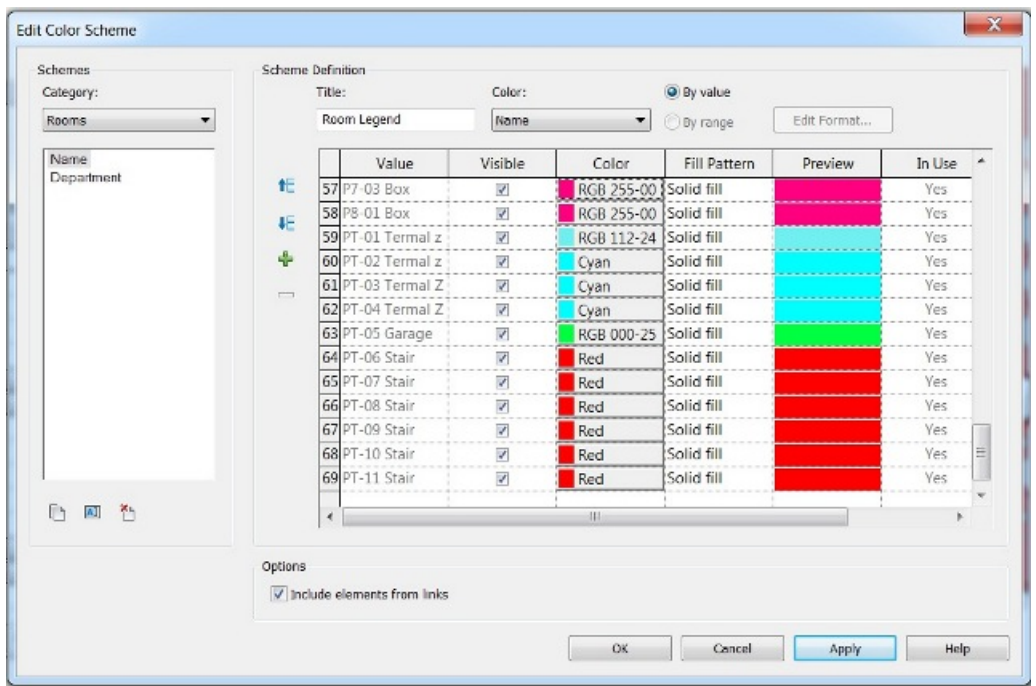 Edit Color Scheme
Schemes
Category:
Rooms
Name
Department
Scheme Definition
Title:
Color:
Room Legend
Name
By value
By range
Edit Format...
Value Visible Color Fill Pattern Preview In Use
57 P7-03 Box RGB 255-00 Solid fill Yes
58 P8-01 Box RGB 255-00 Solid fill Yes
59 PT-01 Termal z RGB 112-24 Solid fill Yes
60 PT-02 Termal z Cyan Solid fill Yes
61 PT-03 Termal Z Cyan Solid fill Yes
62 PT-04 Termal Z Cyan Solid fill Yes
63 PT-05 Garage RGB 000-25 Solid fill Yes
64 PT-06 Stair Red Solid fill Yes
65 PT-07 Stair Red Solid fill Yes
66 PT-08 Stair Red Solid fill Yes
67 PT-09 Stair Red Solid fill Yes
68 PT-10 Stair Red Solid fill Yes
69 PT-11 Stair Red Solid fill Yes
Options
Include elements from links
OK Cancel Apply Help